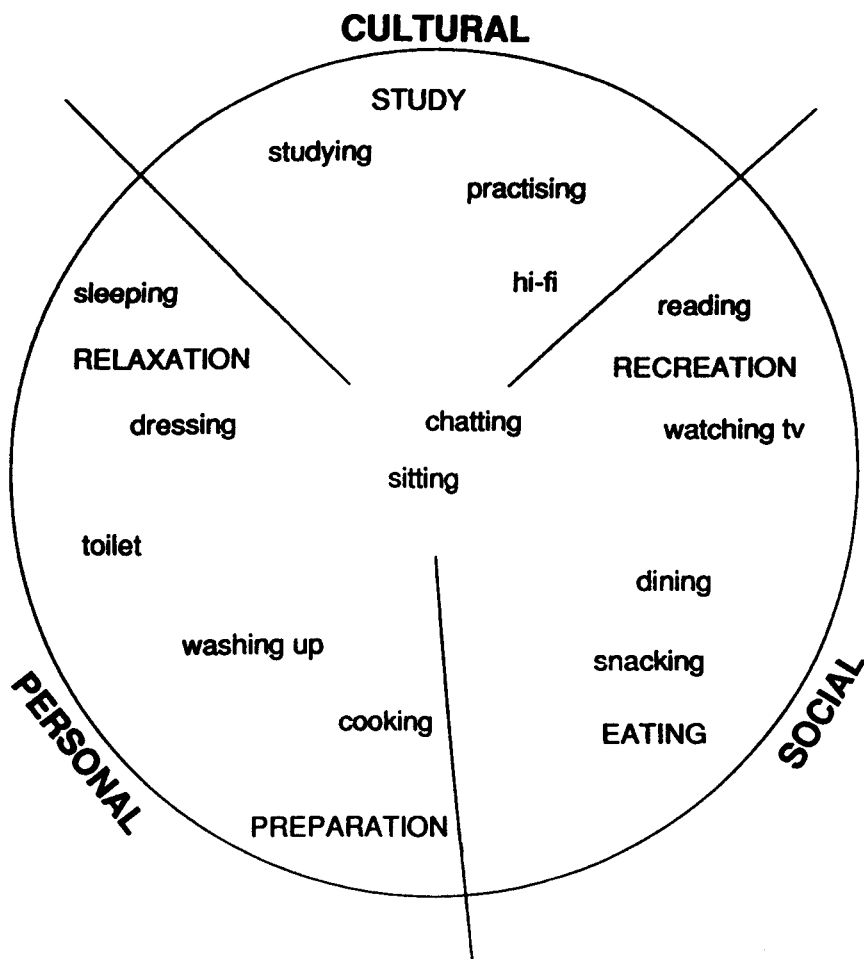 CULTURAL
STUDY
studying
practising
hi-fi
sleeping
reading
RELAXATION
RECREATION
dressing
chatting
watching tv
sitting
toilet
dining
washing up
snacking
PERSONAL
SOCIAL
cooking
EATING
PREPARATION